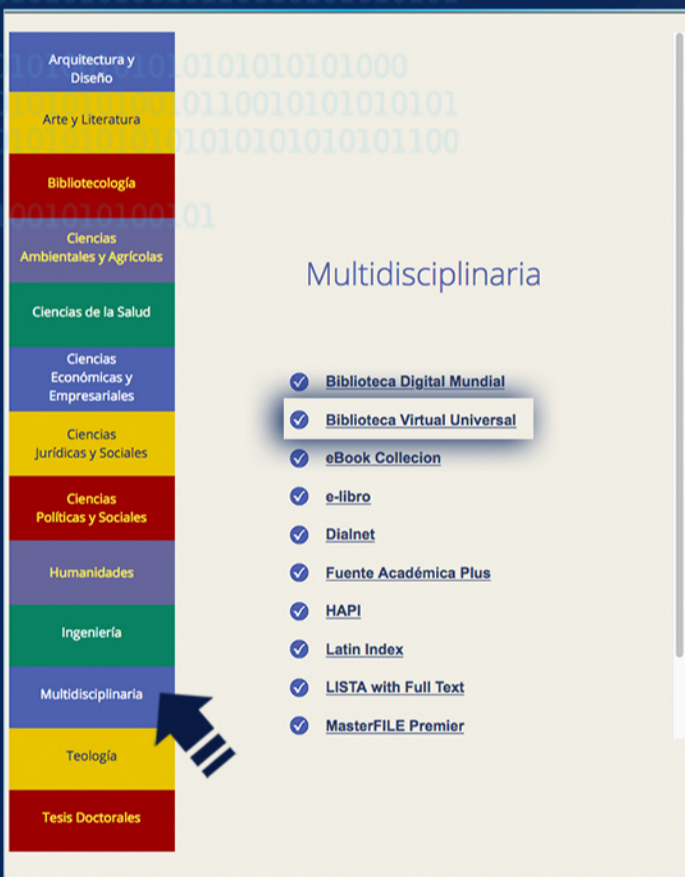 Arquitectura y
Diseño
Arte y Literatura
Bibliotecología
Ciencias
Ambientales y Agrícolas
Ciencias de la Salud
Ciencias
Económicas y
Empresariales
Ciencias
Jurídicas y Sociales
Ciencias
Políticas y Sociales
Humanidades
Ingeniería
Multidisciplinaria
Teología
Tesis Doctorales
Multidisciplinaria
Biblioteca Digital Mundial
Biblioteca Virtual Universal
eBook Collecion
e-libro
Dialnet
Fuente Académica Plus
HAPI
Latin Index
LISTA with Full Text
MasterFILE Premier